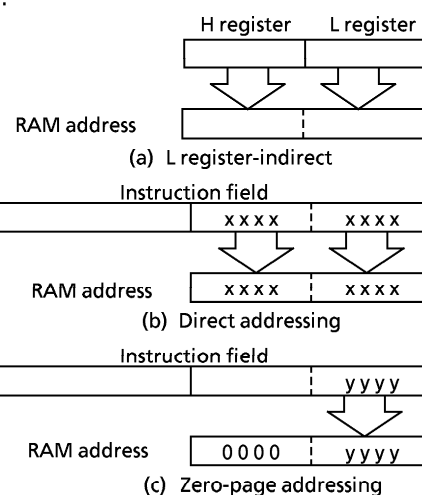 H register L register
RAM address
(a) L register-indirect
Instruction field
x x x x x x x x
RAM address x x x x x x x x
(b) Direct addressing
Instruction field
y y y y
RAM address 0 0 0 0 y y y y
(c) Zero-page addressing